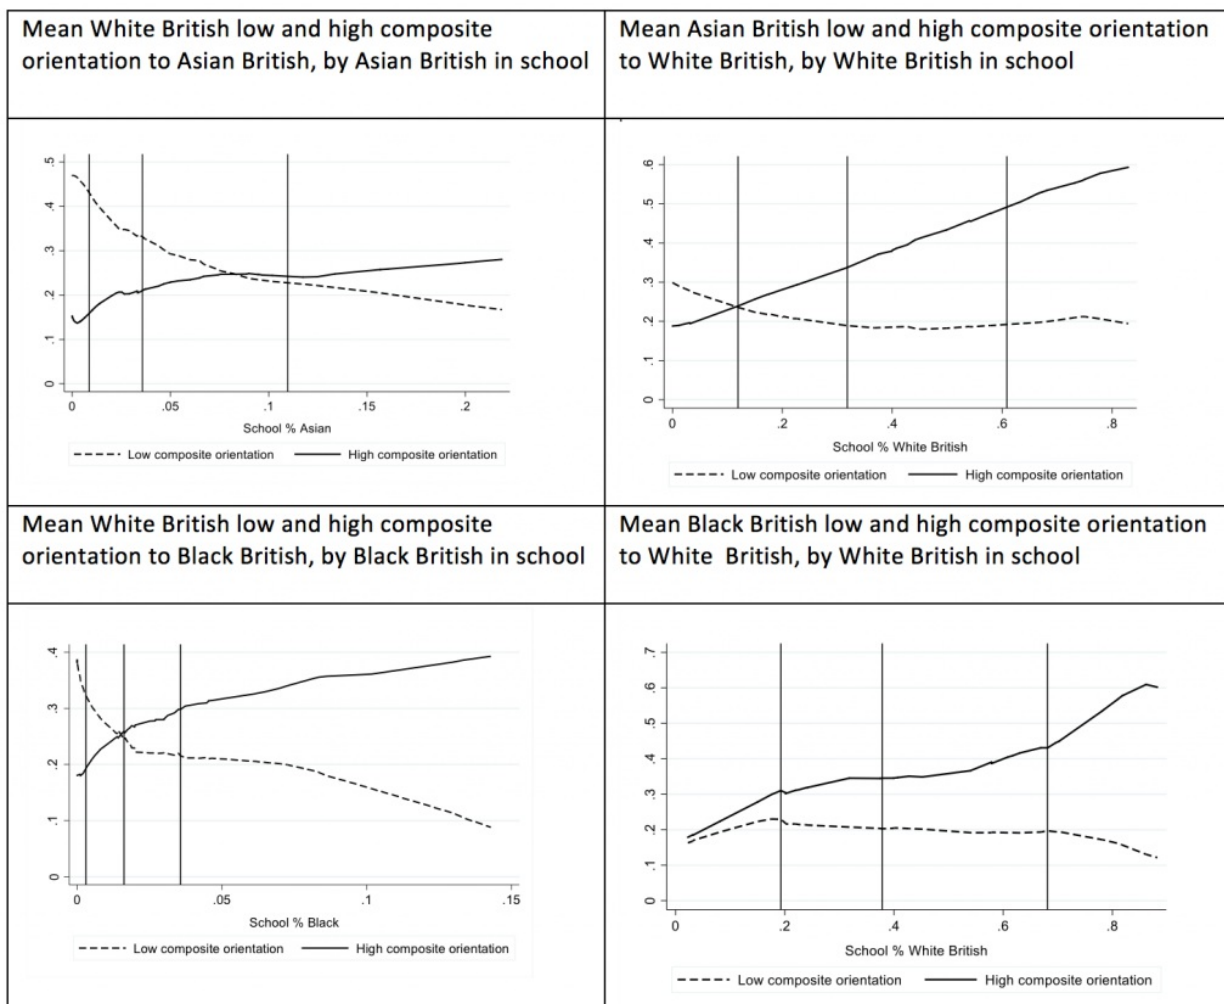 Mean White British low and high composite
orientation to Asian British, by Asian British in school
Mean Asian British low and high composite orientation
to White British, by White British in school
.5
.4
.3
.2
.1
0
0
.05
.1
.15
.2
School % Asian
Low composite orientation
High composite orientation
.6
.5
.4
.3
.2
.1
0
0
.2
.4
.6
.8
School % White British
Low composite orientation
High composite orientation
Mean White British low and high composite
orientation to Black British, by Black British in school
Mean Black British low and high composite orientation
to White  British, by White British in school
.4
.3
.2
.1
0
0
.05
.1
.15
School % Black
Low composite orientation
High composite orientation
.7
.6
.5
.4
.3
.2
.1
0
0
.2
.4
.6
.8
School % White British
Low composite orientation
High composite orientation